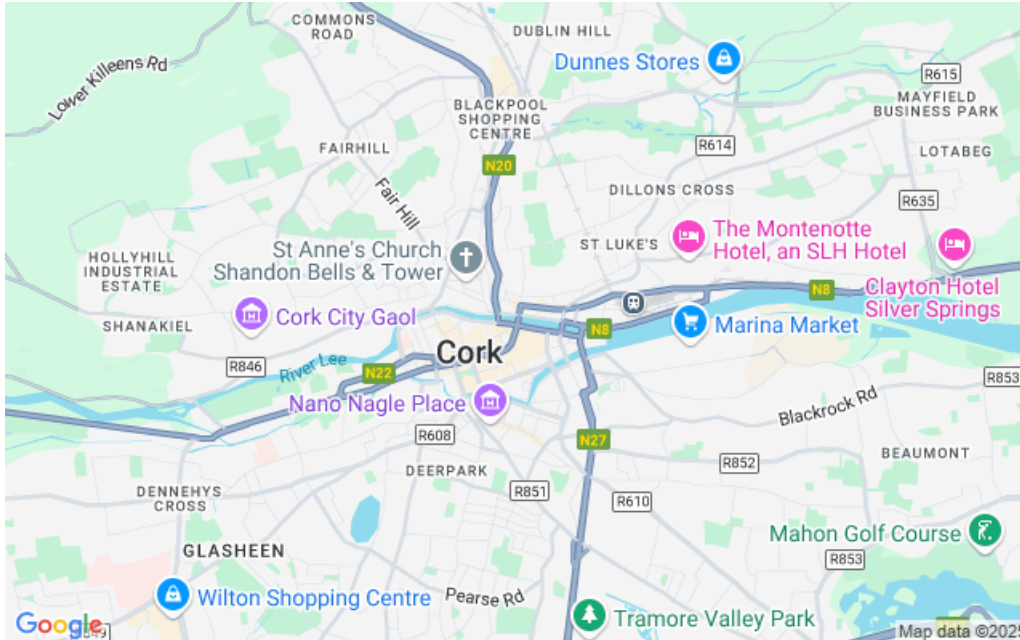 COMMONS
ROAD
DUBLIN HILL
Dunnes Stores
R615
Lower Killeens Rd
MAYFIELD
BUSINESS PARK
BLACKPOOL
SHOPPING
CENTRE
FAIRHILL
R614
LOTABEG
N20
Fair Hill
DILLONS CROSS
R635
St Anne's Church
Shandon Bells & Tower
ST LUKE'S
The Montenotte
Hotel, an SLH Hotel
HOLLYHILL
INDUSTRIAL
ESTATE
Clayton Hotel
Silver Springs
N8
Cork City Gaol
SHANAKIEL
N8
Marina Market
River Lee
R846
Cork
N22
R853
Nano Nagle Place
Blackrock Rd
R608
N27
R852
BEAUMONT
DEERPARK
DENNEHYS
CROSS
R851
R610
Mahon Golf Course
GLASHEEN
R853
Wilton Shopping Centre
Pearse Rd
Tramore Valley Park
Google
Map data ©2025